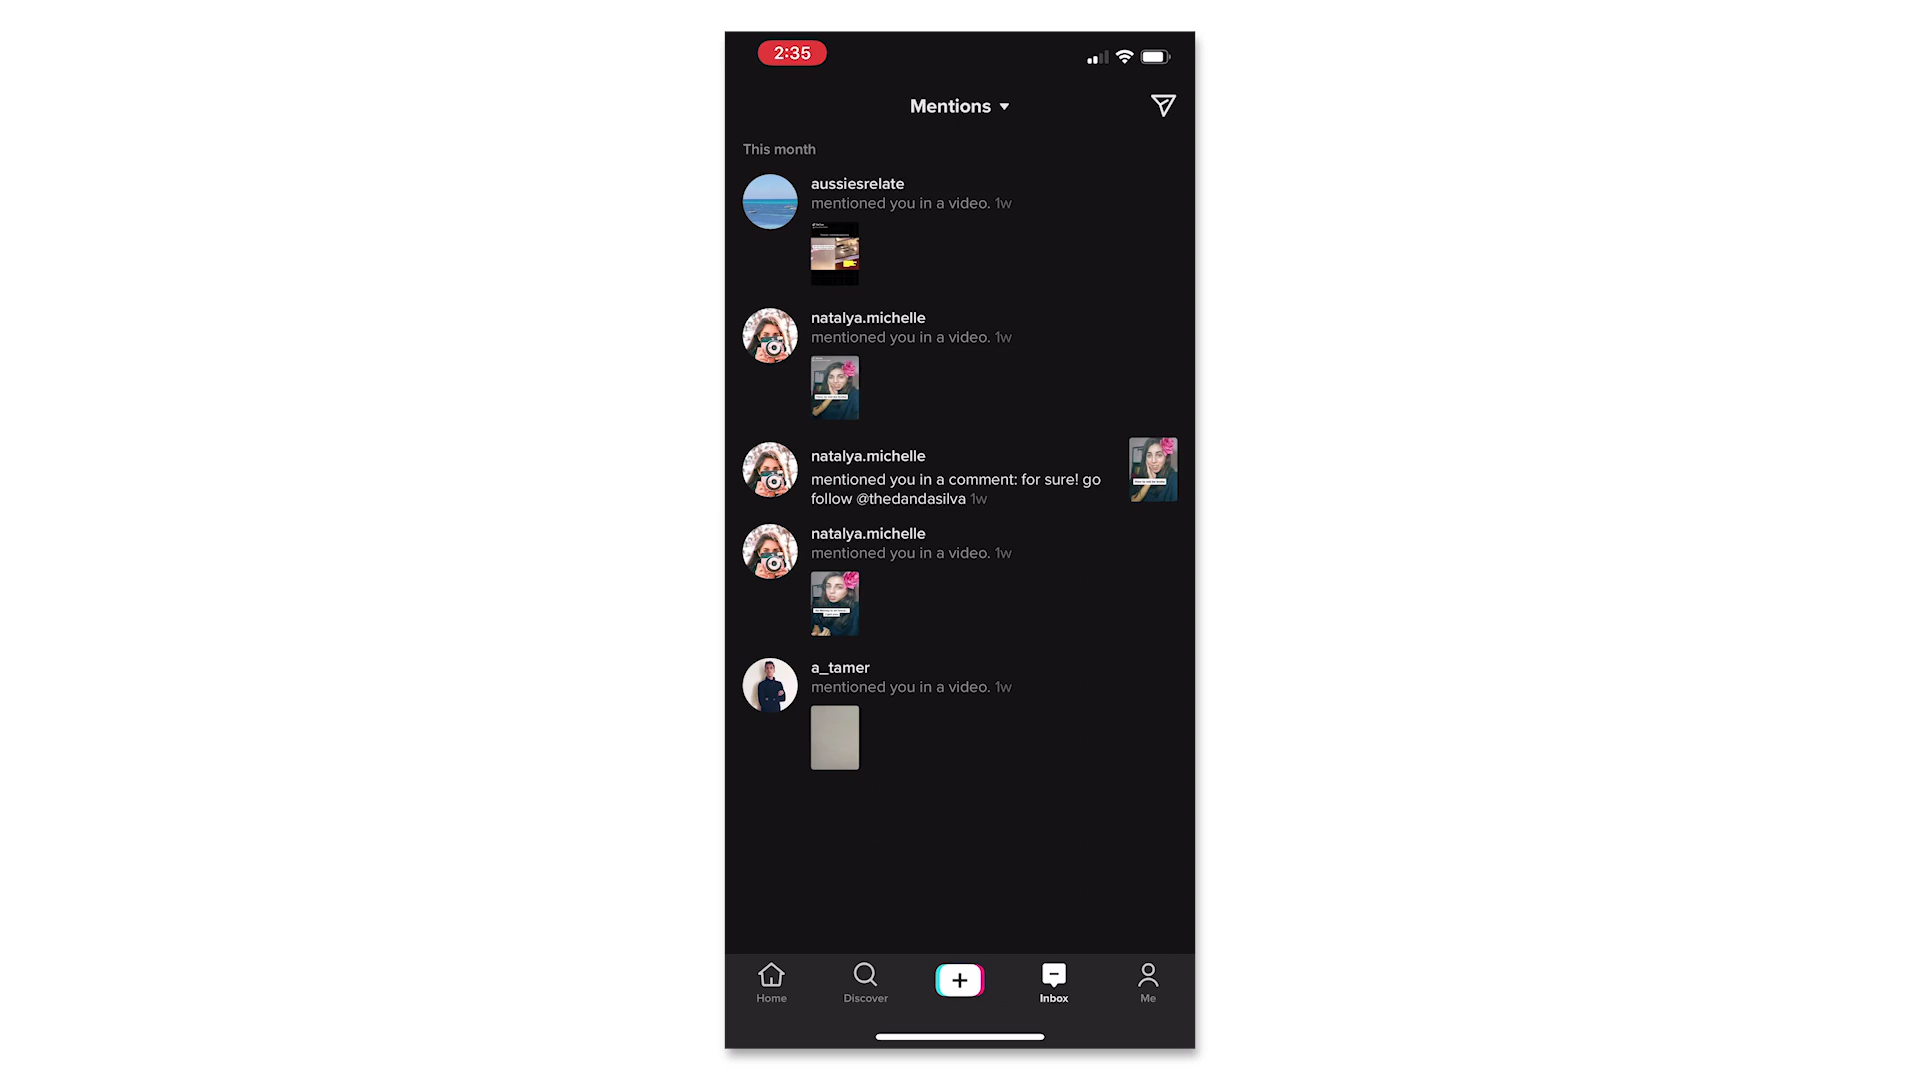 2:35
Mentions
This month
aussiesrelate
mentioned you in a video. 1w
natalya.michelle
mentioned you in a video. 1w
natalya.michelle
mentioned you in a comment: for sure! go
follow @thedandasilva 1w
natalya.michelle
mentioned you in a video. 1w
a_tamer
mentioned you in a video. 1w
Home
Discover
Inbox
Me